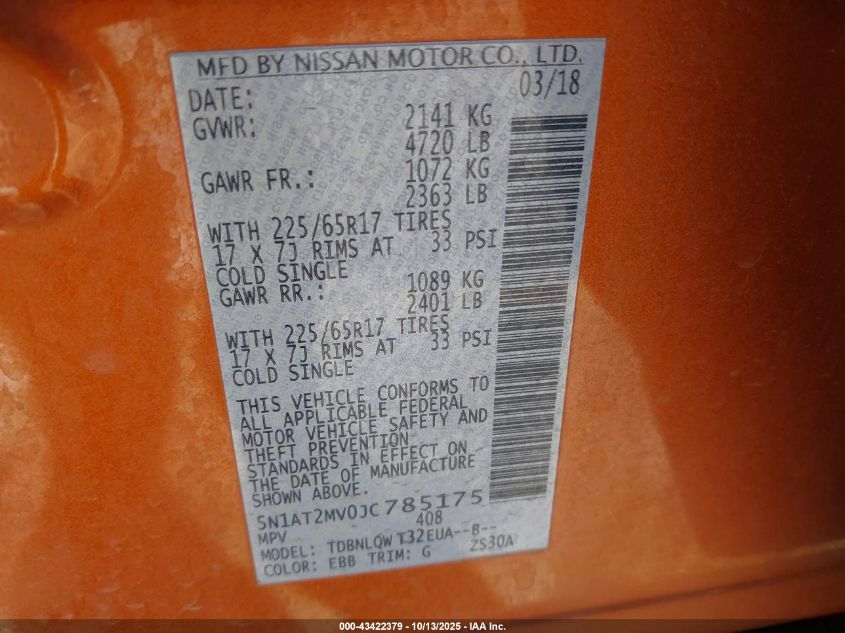 MFD BY NISSAN MOTOR CO., LTD.
DATE: 03/18
GVWR: 2141 KG
4720 LB
GAWR FR.: 1072 KG
2363 LB
WITH 225/65R17 TIRES
17 X 7J RIMS AT 33 PSI
COLD SINGLE
GAWR RR.: 1089 KG
2401 LB
WITH 225/65R17 TIRES
17 X 7J RIMS AT 33 PSI
COLD SINGLE
THIS VEHICLE CONFORMS TO
ALL APPLICABLE FEDERAL
MOTOR VEHICLE SAFETY AND
THEFT PREVENTION
STANDARDS IN EFFECT ON
THE DATE OF MANUFACTURE
SHOWN ABOVE.
5N1AT2MV0JC785175
MPV 408
MODEL: TDBNLQW T32EUA--B--
COLOR: EBB TRIM: G ZS30A
000-43422379 - 10/13/2025 - IAA Inc.